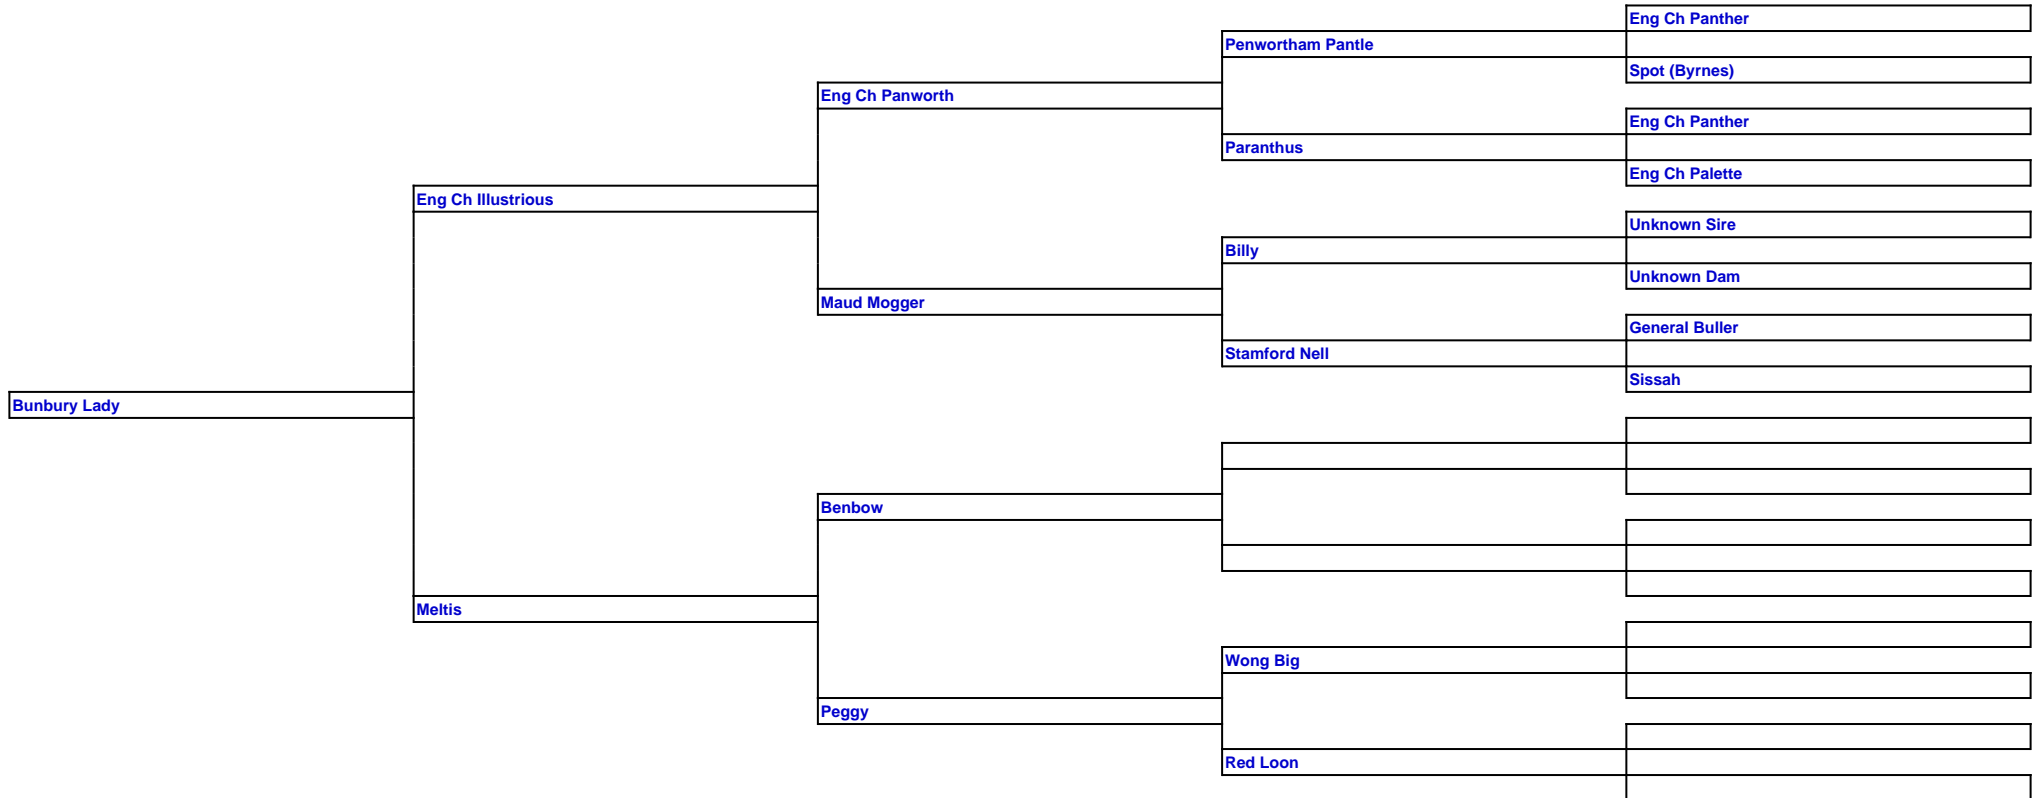 Eng Ch Panther
Penwortham Pantle
Spot (Byrnes)
Eng Ch Panworth
Eng Ch Panther
Paranthus
Eng Ch Palette
Eng Ch Illustrious
Unknown Sire
Billy
Unknown Dam
Maud Mogger
General Buller
Stamford Nell
Sissah
Bunbury Lady
Benbow
Meltis
Wong Big
Peggy
Red Loon